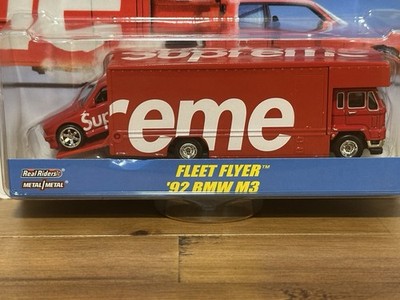 Supreme
Sup
reme
Real Riders
METAL/METAL
FLEET FLYER™
'92 BMW M3